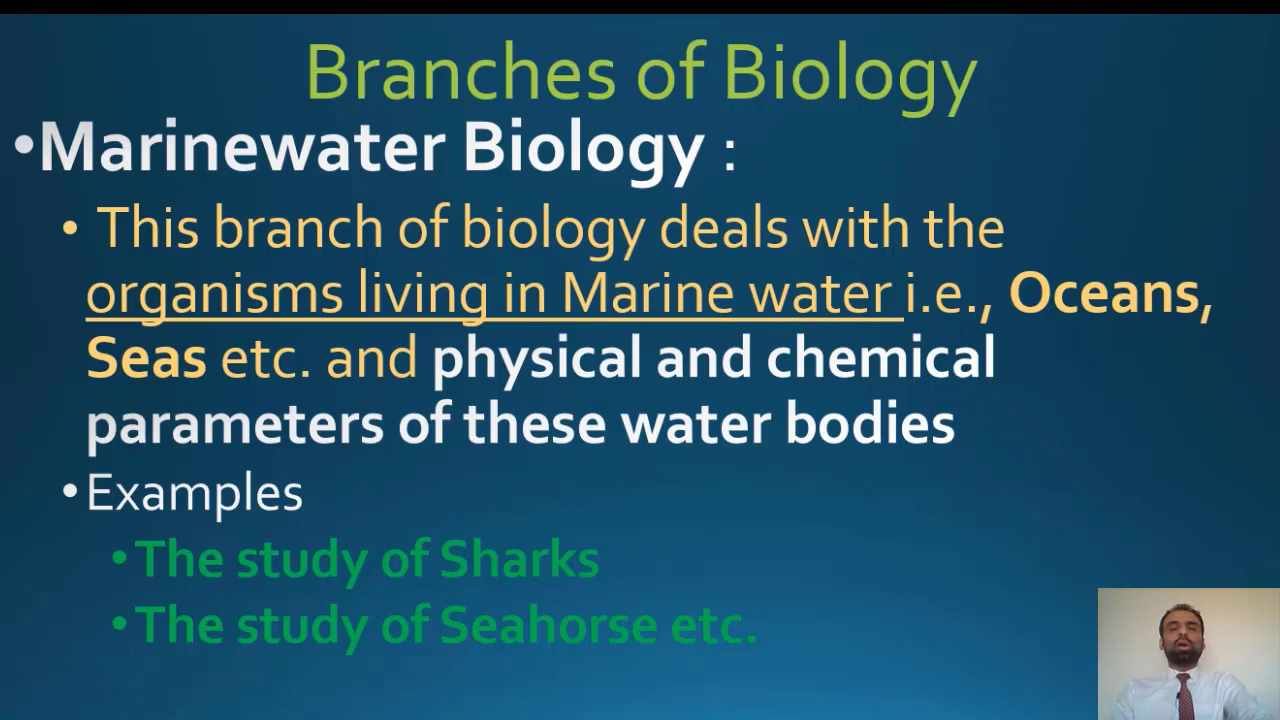 Branches of Biology
•Marinewater Biology :
• This branch of biology deals with the
organisms living in Marine water i.e., Oceans,
Seas etc. and physical and chemical
parameters of these water bodies
•Examples
•The study of Sharks
•The study of Seahorse etc.